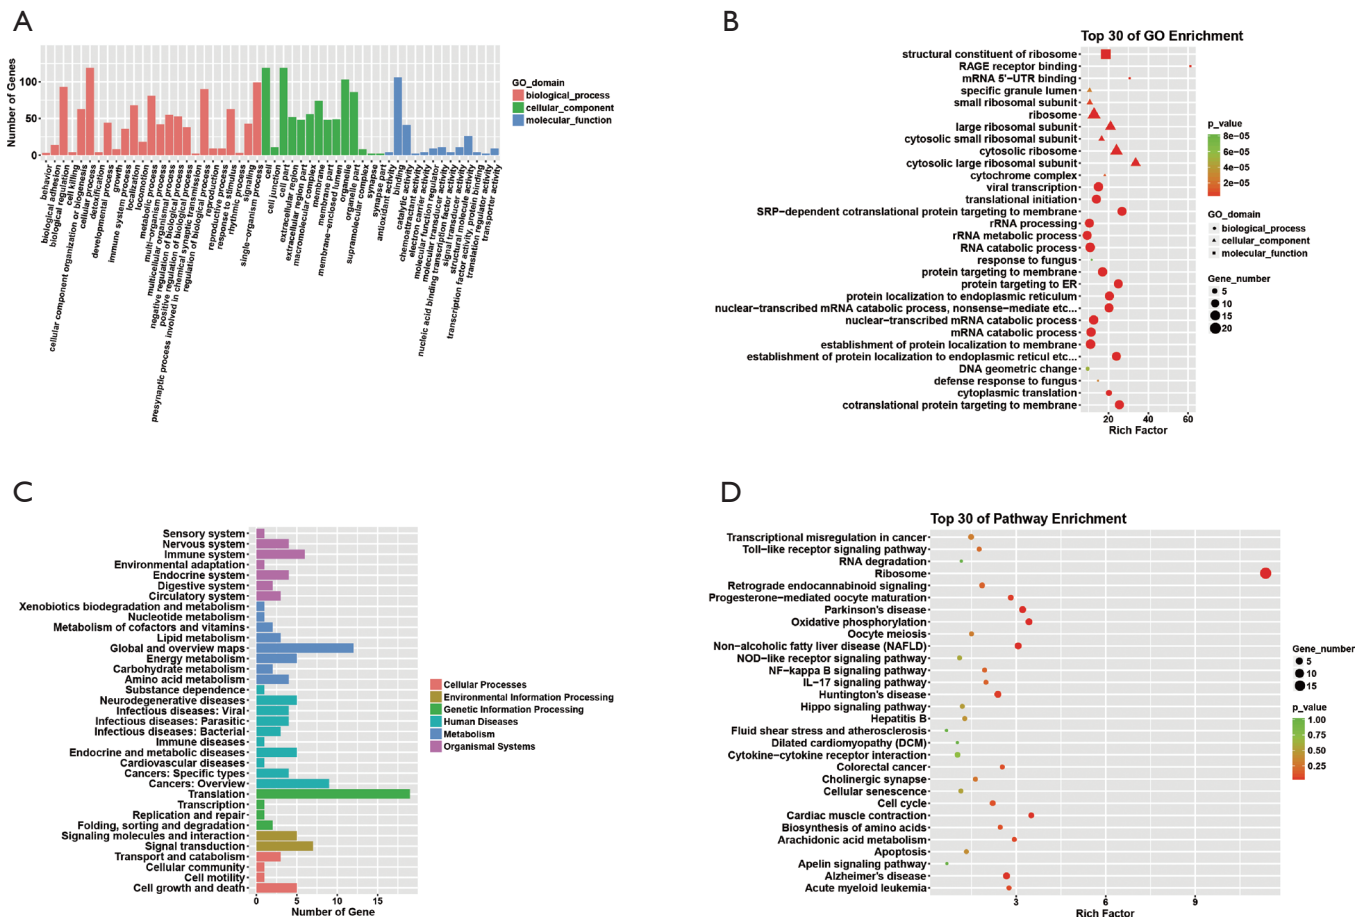 A
Number of Genes
100
50
0
behavior
biological adhesion
biological regulation
cell killing
cellular component organization or biogenesis
cellular process
detoxification
developmental process
growth
immune system process
localization
locomotion
metabolic process
multi-organism process
multicellular organismal process
negative regulation of biological process
positive regulation of biological process
presynaptic process involved in chemical synaptic transmission
regulation of biological process
reproduction
reproductive process
response to stimulus
rhythmic process
signaling
single-organism process
cell
cell junction
cell part
extracellular region
extracellular region part
macromolecular complex
membrane
membrane part
membrane-enclosed lumen
organelle
organelle part
supramolecular complex
synapse
synapse part
antioxidant activity
binding
catalytic activity
chemoattractant activity
electron carrier activity
molecular function regulator
molecular transducer activity
nucleic acid binding transcription factor activity
signal transducer activity
structural molecule activity
transcription factor activity, protein binding
translation regulator activity
transporter activity
GO_domain
biological_process
cellular_component
molecular_function
B
Top 30 of GO Enrichment
structural constituent of ribosome
RAGE receptor binding
mRNA 5'-UTR binding
specific granule lumen
small ribosomal subunit
ribosome
large ribosomal subunit
cytosolic small ribosomal subunit
cytosolic ribosome
cytosolic large ribosomal subunit
cytochrome complex
viral transcription
translational initiation
SRP-dependent cotranslational protein targeting to membrane
rRNA processing
rRNA metabolic process
RNA catabolic process
response to fungus
protein targeting to membrane
protein targeting to ER
protein localization to endoplasmic reticulum
nuclear-transcribed mRNA catabolic process, nonsense-mediate etc...
nuclear-transcribed mRNA catabolic process
mRNA catabolic process
establishment of protein localization to membrane
establishment of protein localization to endoplasmic reticul etc...
DNA geometric change
defense response to fungus
cytoplasmic translation
cotranslational protein targeting to membrane
20 40 60
Rich Factor
p_value
8e-05
6e-05
4e-05
2e-05
GO_domain
biological_process
cellular_component
molecular_function
Gene_number
5
10
15
20
C
Sensory system
Nervous system
Immune system
Environmental adaptation
Endocrine system
Digestive system
Circulatory system
Xenobiotics biodegradation and metabolism
Nucleotide metabolism
Metabolism of cofactors and vitamins
Lipid metabolism
Global and overview maps
Energy metabolism
Carbohydrate metabolism
Amino acid metabolism
Substance dependence
Neurodegenerative diseases
Infectious diseases: Viral
Infectious diseases: Parasitic
Infectious diseases: Bacterial
Immune diseases
Endocrine and metabolic diseases
Cardiovascular diseases
Cancers: Specific types
Cancers: Overview
Translation
Transcription
Replication and repair
Folding, sorting and degradation
Signaling molecules and interaction
Signal transduction
Transport and catabolism
Cellular community
Cell motility
Cell growth and death
0 5 10 15
Number of Gene
Cellular Processes
Environmental Information Processing
Genetic Information Processing
Human Diseases
Metabolism
Organismal Systems
D
Top 30 of Pathway Enrichment
Transcriptional misregulation in cancer
Toll-like receptor signaling pathway
RNA degradation
Ribosome
Retrograde endocannabinoid signaling
Progesterone-mediated oocyte maturation
Parkinson's disease
Oxidative phosphorylation
Oocyte meiosis
Non-alcoholic fatty liver disease (NAFLD)
NOD-like receptor signaling pathway
NF-kappa B signaling pathway
IL-17 signaling pathway
Huntington's disease
Hippo signaling pathway
Hepatitis B
Fluid shear stress and atherosclerosis
Dilated cardiomyopathy (DCM)
Cytokine-cytokine receptor interaction
Colorectal cancer
Cholinergic synapse
Cellular senescence
Cell cycle
Cardiac muscle contraction
Biosynthesis of amino acids
Arachidonic acid metabolism
Apoptosis
Apelin signaling pathway
Alzheimer's disease
Acute myeloid leukemia
3 6 9
Rich Factor
Gene_number
5
10
15
p_value
1.00
0.75
0.50
0.25